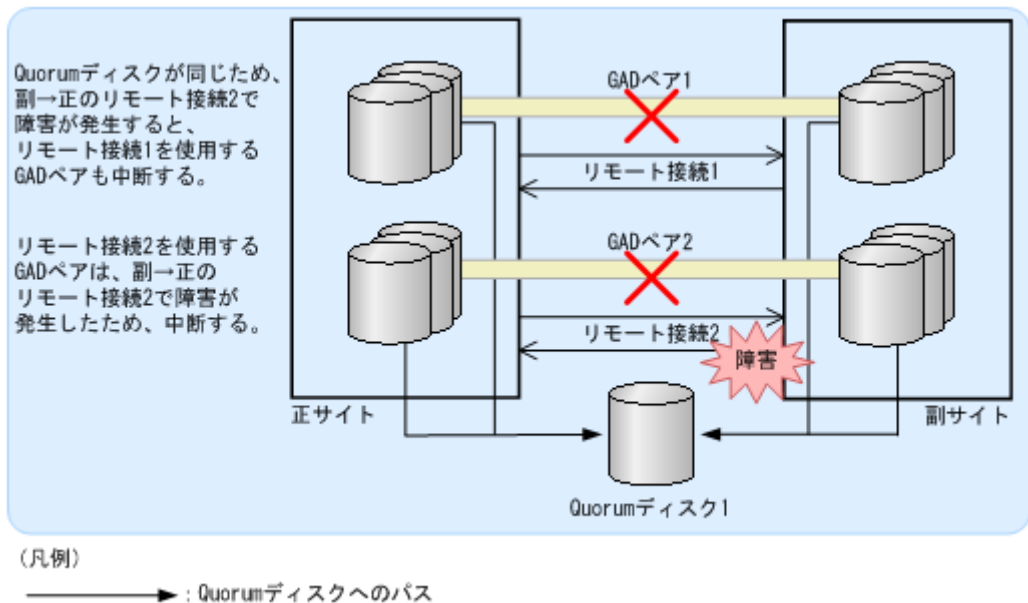 Quorumディスクが同じため、
副→正のリモート接続2で
障害が発生すると、
リモート接続1を使用する
GADペアも中断する。
リモート接続2を使用する
GADペアは、副→正の
リモート接続2で障害が
発生したため、中断する。
GADペア1
リモート接続1
GADペア2
リモート接続2
障害
正サイト
副サイト
Quorumディスク1
(凡例)
：Quorumディスクへのパス